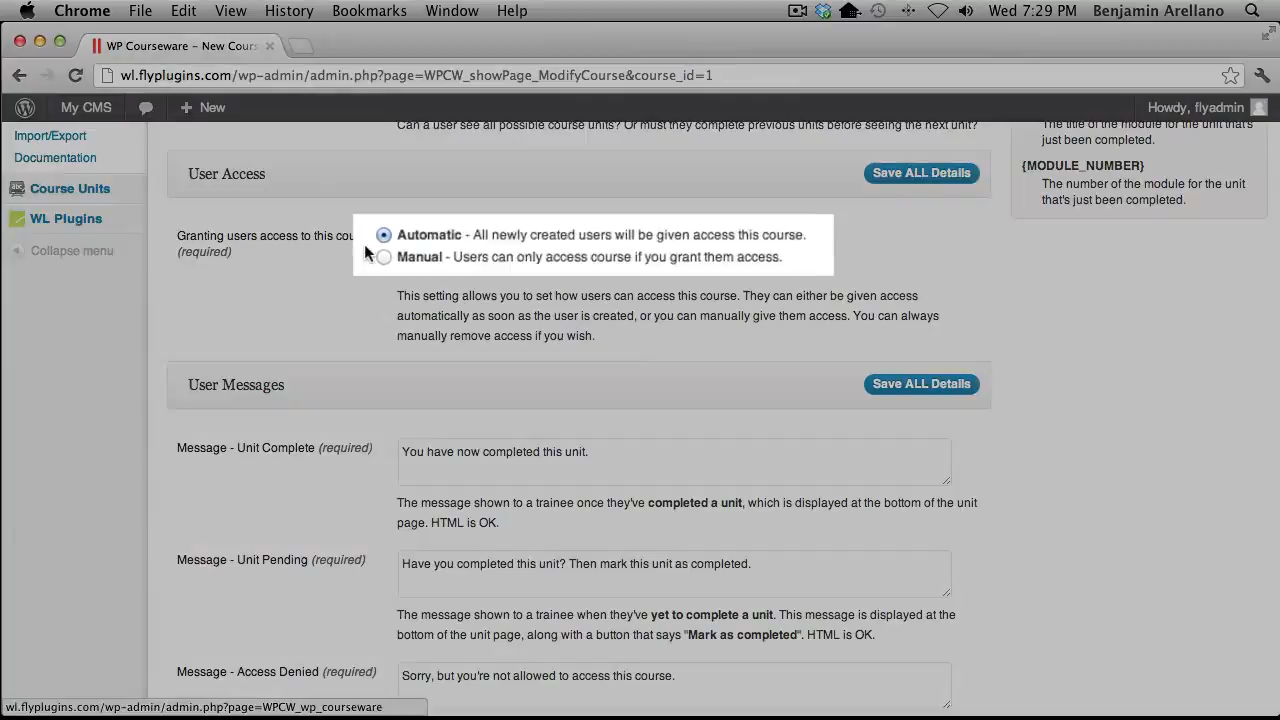 Chrome File Edit View History Bookmarks Window Help Wed 7:29 PM Benjamin Arellano
WP Courseware – New Cours
wl.flyplugins.com/wp-admin/admin.php?page=WPCW_showPage_ModifyCourse&course_id=1
My CMS + New Howdy, flyadmin
Import/Export
Documentation
Course Units
WL Plugins
Collapse menu
Can a user see all possible course units? Or must they complete previous units before seeing the next unit?
User Access Save ALL Details
Granting users access to this cou
(required)
Automatic - All newly created users will be given access this course.
Manual - Users can only access course if you grant them access.
This setting allows you to set how users can access this course. They can either be given access
automatically as soon as the user is created, or you can manually give them access. You can always
manually remove access if you wish.
User Messages Save ALL Details
Message - Unit Complete (required)
You have now completed this unit.
The message shown to a trainee once they've completed a unit, which is displayed at the bottom of the unit
page. HTML is OK.
Message - Unit Pending (required)
Have you completed this unit? Then mark this unit as completed.
The message shown to a trainee when they've yet to complete a unit. This message is displayed at the
bottom of the unit page, along with a button that says "Mark as completed". HTML is OK.
Message - Access Denied (required)
Sorry, but you're not allowed to access this course.
The title of the module for the unit that's
just been completed.
{MODULE_NUMBER}
The number of the module for the unit
that's just been completed.
wl.flyplugins.com/wp-admin/admin.php?page=WPCW_wp_courseware